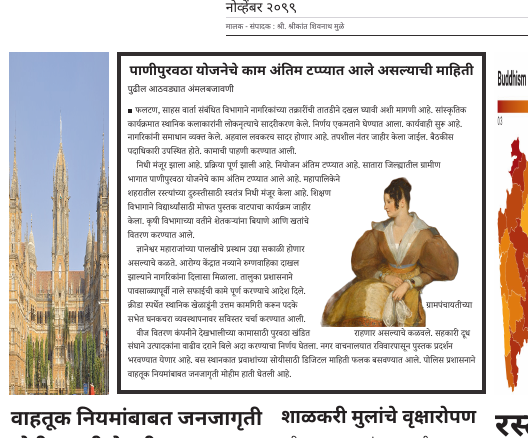 नोव्हेंबर २०९९
मालक - संपादक : श्री. श्रीकांत शिवनाथ मुळे
पाणीपुरवठा योजनेचे काम अंतिम टप्प्यात आले असल्याची माहिती
पुढील आठवड्यात अंमलबजावणी
■ फलटण, साहस वार्ता संबंधित विभागाने नागरिकांच्या तक्रारींची तातडीने दखल घ्यावी अशी मागणी आहे. सांस्कृतिक
कार्यक्रमात स्थानिक कलाकारांनी लोकनृत्याचे सादरीकरण केले. निर्णय एकमताने घेण्यात आला. कार्यवाही सुरू आहे.
नागरिकांनी समाधान व्यक्त केले. अहवाल लवकरच सादर होणार आहे. तपशील नंतर जाहीर केला जाईल. बैठकीस
पदाधिकारी उपस्थित होते. कामाची पाहणी करण्यात आली.
निधी मंजूर झाला आहे. प्रक्रिया पूर्ण झाली आहे. नियोजन अंतिम टप्प्यात आहे. सातारा जिल्ह्यातील ग्रामीण
भागात पाणीपुरवठा योजनेचे काम अंतिम टप्प्यात आले आहे. महापालिकेने
शहरातील रस्त्यांच्या दुरुस्तीसाठी स्वतंत्र निधी मंजूर केला आहे. शिक्षण
विभागाने विद्यार्थ्यांसाठी मोफत पुस्तक वाटपाचा कार्यक्रम जाहीर
केला. कृषी विभागाच्या वतीने शेतकऱ्यांना बियाणे आणि खतांचे
वितरण करण्यात आले.
ज्ञानेश्वर महाराजांच्या पालखीचे प्रस्थान उद्या सकाळी होणार
असल्याचे कळते. आरोग्य केंद्रात नव्याने रुग्णवाहिका दाखल
झाल्याने नागरिकांना दिलासा मिळाला. तालुका प्रशासनाने
पावसाळ्यापूर्वी नाले सफाईची कामे पूर्ण करण्याचे आदेश दिले.
क्रीडा स्पर्धेत स्थानिक खेळाडूंनी उत्तम कामगिरी करून पदके ग्रामपंचायतीच्या
सभेत घनकचरा व्यवस्थापनावर सविस्तर चर्चा करण्यात आली.
वीज वितरण कंपनीने देखभालीच्या कामासाठी पुरवठा खंडित राहणार असल्याचे कळवले. सहकारी दूध
संघाने उत्पादकांना वाढीव दराने बिले अदा करण्याचा निर्णय घेतला. नगर वाचनालयात रविवारपासून पुस्तक प्रदर्शन
भरवण्यात येणार आहे. बस स्थानकात प्रवाशांच्या सोयीसाठी डिजिटल माहिती फलक बसवण्यात आले. पोलिस प्रशासनाने
वाहतूक नियमांबाबत जनजागृती मोहीम हाती घेतली आहे.
Buddhism
0.3
वाहतूक नियमांबाबत जनजागृती
शाळकरी मुलांचे वृक्षारोपण